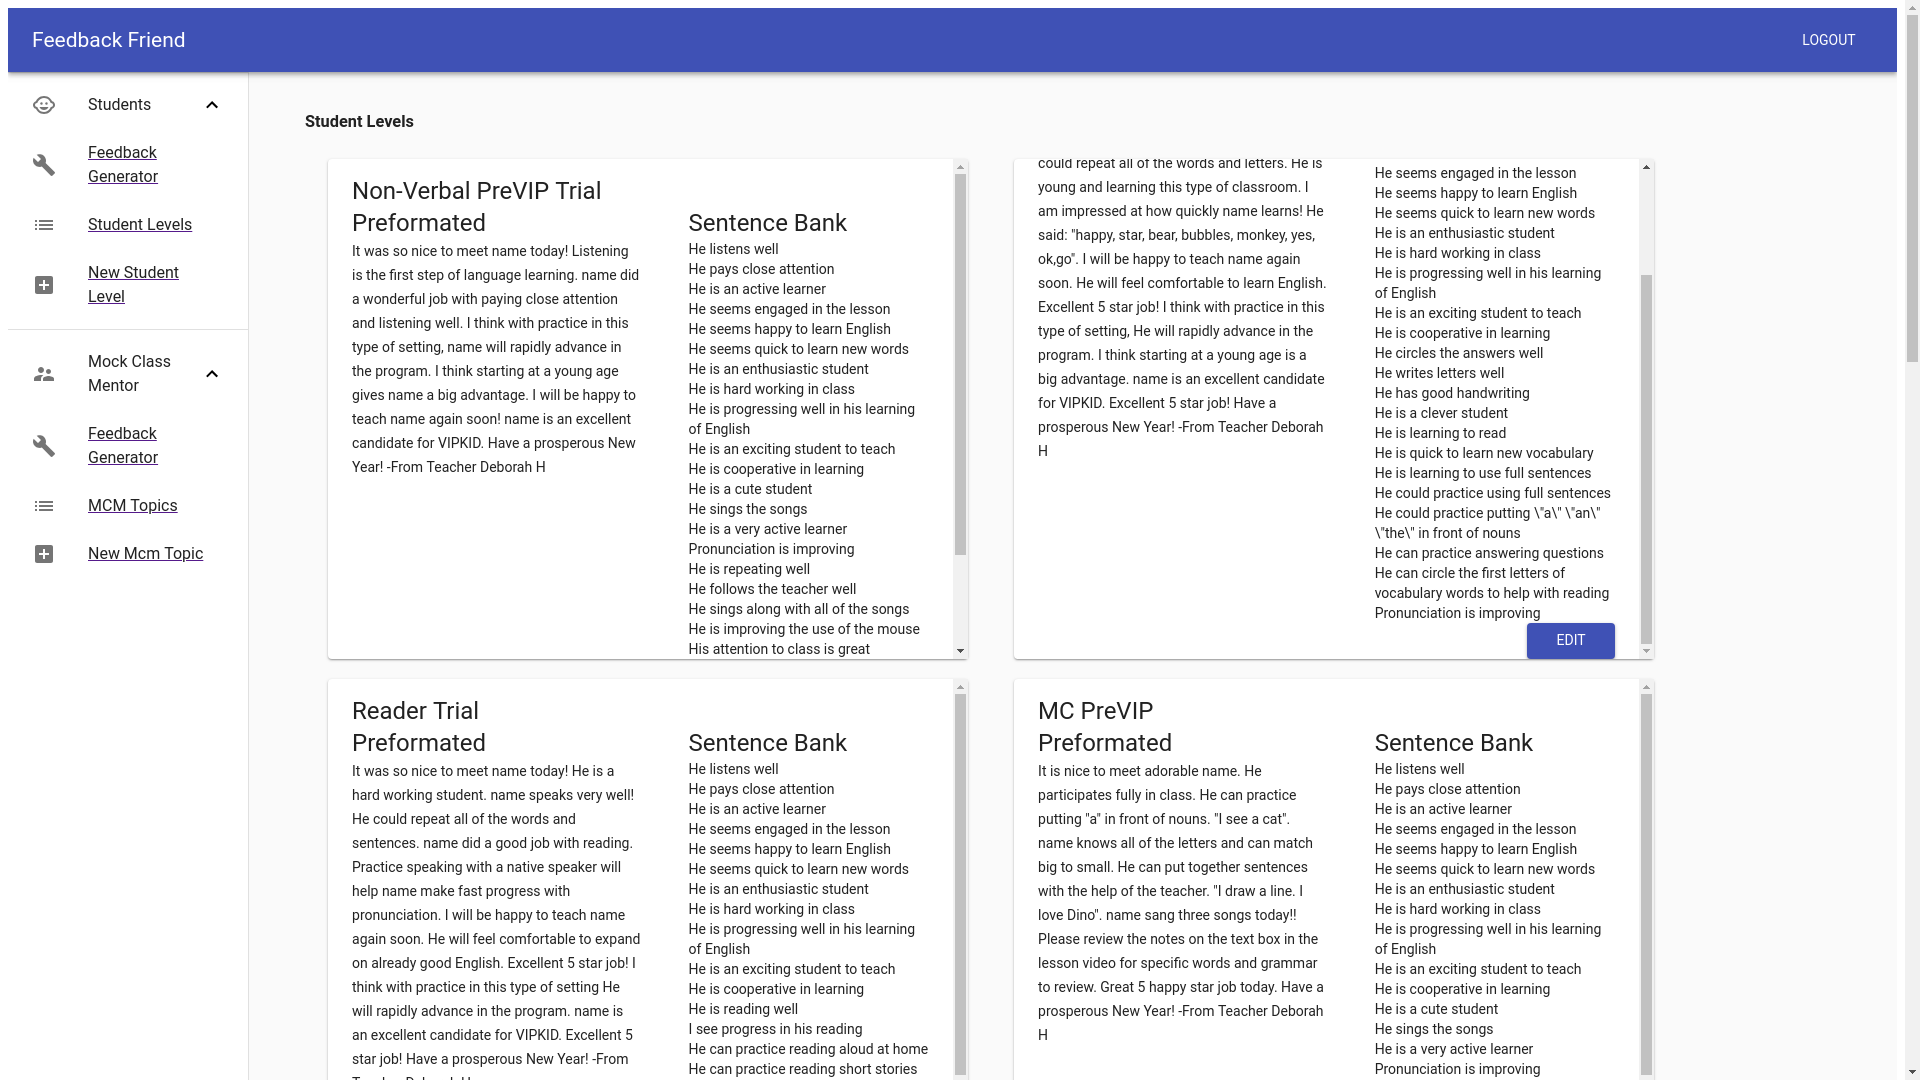 Feedback Friend
LOGOUT
Students
Feedback
Generator
Student Levels
New Student
Level
Mock Class
Mentor
Feedback
Generator
MCM Topics
New Mcm Topic
Student Levels
Non-Verbal PreVIP Trial
Preformated
It was so nice to meet name today! Listening
is the first step of language learning. name did
a wonderful job with paying close attention
and listening well. I think with practice in this
type of setting, name will rapidly advance in
the program. I think starting at a young age
gives name a big advantage. I will be happy to
teach name again soon! name is an excellent
candidate for VIPKID. Have a prosperous New
Year! -From Teacher Deborah H
Sentence Bank
He listens well
He pays close attention
He is an active learner
He seems engaged in the lesson
He seems happy to learn English
He seems quick to learn new words
He is an enthusiastic student
He is hard working in class
He is progressing well in his learning
of English
He is an exciting student to teach
He is cooperative in learning
He is a cute student
He sings the songs
He is a very active learner
Pronunciation is improving
He is repeating well
He follows the teacher well
He sings along with all of the songs
He is improving the use of the mouse
His attention to class is great
could repeat all of the words and letters. He is
young and learning this type of classroom. I
am impressed at how quickly name learns! He
said: "happy, star, bear, bubbles, monkey, yes,
ok,go". I will be happy to teach name again
soon. He will feel comfortable to learn English.
Excellent 5 star job! I think with practice in this
type of setting, He will rapidly advance in the
program. I think starting at a young age is a
big advantage. name is an excellent candidate
for VIPKID. Excellent 5 star job! Have a
prosperous New Year! -From Teacher Deborah
H
He seems engaged in the lesson
He seems happy to learn English
He seems quick to learn new words
He is an enthusiastic student
He is hard working in class
He is progressing well in his learning
of English
He is an exciting student to teach
He is cooperative in learning
He circles the answers well
He writes letters well
He has good handwriting
He is a clever student
He is learning to read
He is quick to learn new vocabulary
He is learning to use full sentences
He could practice using full sentences
He could practice putting \"a\" \"an\"
\"the\" in front of nouns
He can practice answering questions
He can circle the first letters of
vocabulary words to help with reading
Pronunciation is improving
EDIT
Reader Trial
Preformated
It was so nice to meet name today! He is a
hard working student. name speaks very well!
He could repeat all of the words and
sentences. name did a good job with reading.
Practice speaking with a native speaker will
help name make fast progress with
pronunciation. I will be happy to teach name
again soon. He will feel comfortable to expand
on already good English. Excellent 5 star job! I
think with practice in this type of setting He
will rapidly advance in the program. name is
an excellent candidate for VIPKID. Excellent 5
star job! Have a prosperous New Year! -From
Sentence Bank
He listens well
He pays close attention
He is an active learner
He seems engaged in the lesson
He seems happy to learn English
He seems quick to learn new words
He is an enthusiastic student
He is hard working in class
He is progressing well in his learning
of English
He is an exciting student to teach
He is cooperative in learning
He is reading well
I see progress in his reading
He can practice reading aloud at home
He can practice reading short stories
MC PreVIP
Preformated
It is nice to meet adorable name. He
participates fully in class. He can practice
putting "a" in front of nouns. "I see a cat".
name knows all of the letters and can match
big to small. He can put together sentences
with the help of the teacher. "I draw a line. I
love Dino". name sang three songs today!!
Please review the notes on the text box in the
lesson video for specific words and grammar
to review. Great 5 happy star job today. Have a
prosperous New Year! -From Teacher Deborah
H
Sentence Bank
He listens well
He pays close attention
He is an active learner
He seems engaged in the lesson
He seems happy to learn English
He seems quick to learn new words
He is an enthusiastic student
He is hard working in class
He is progressing well in his learning
of English
He is an exciting student to teach
He is cooperative in learning
He is a cute student
He sings the songs
He is a very active learner
Pronunciation is improving